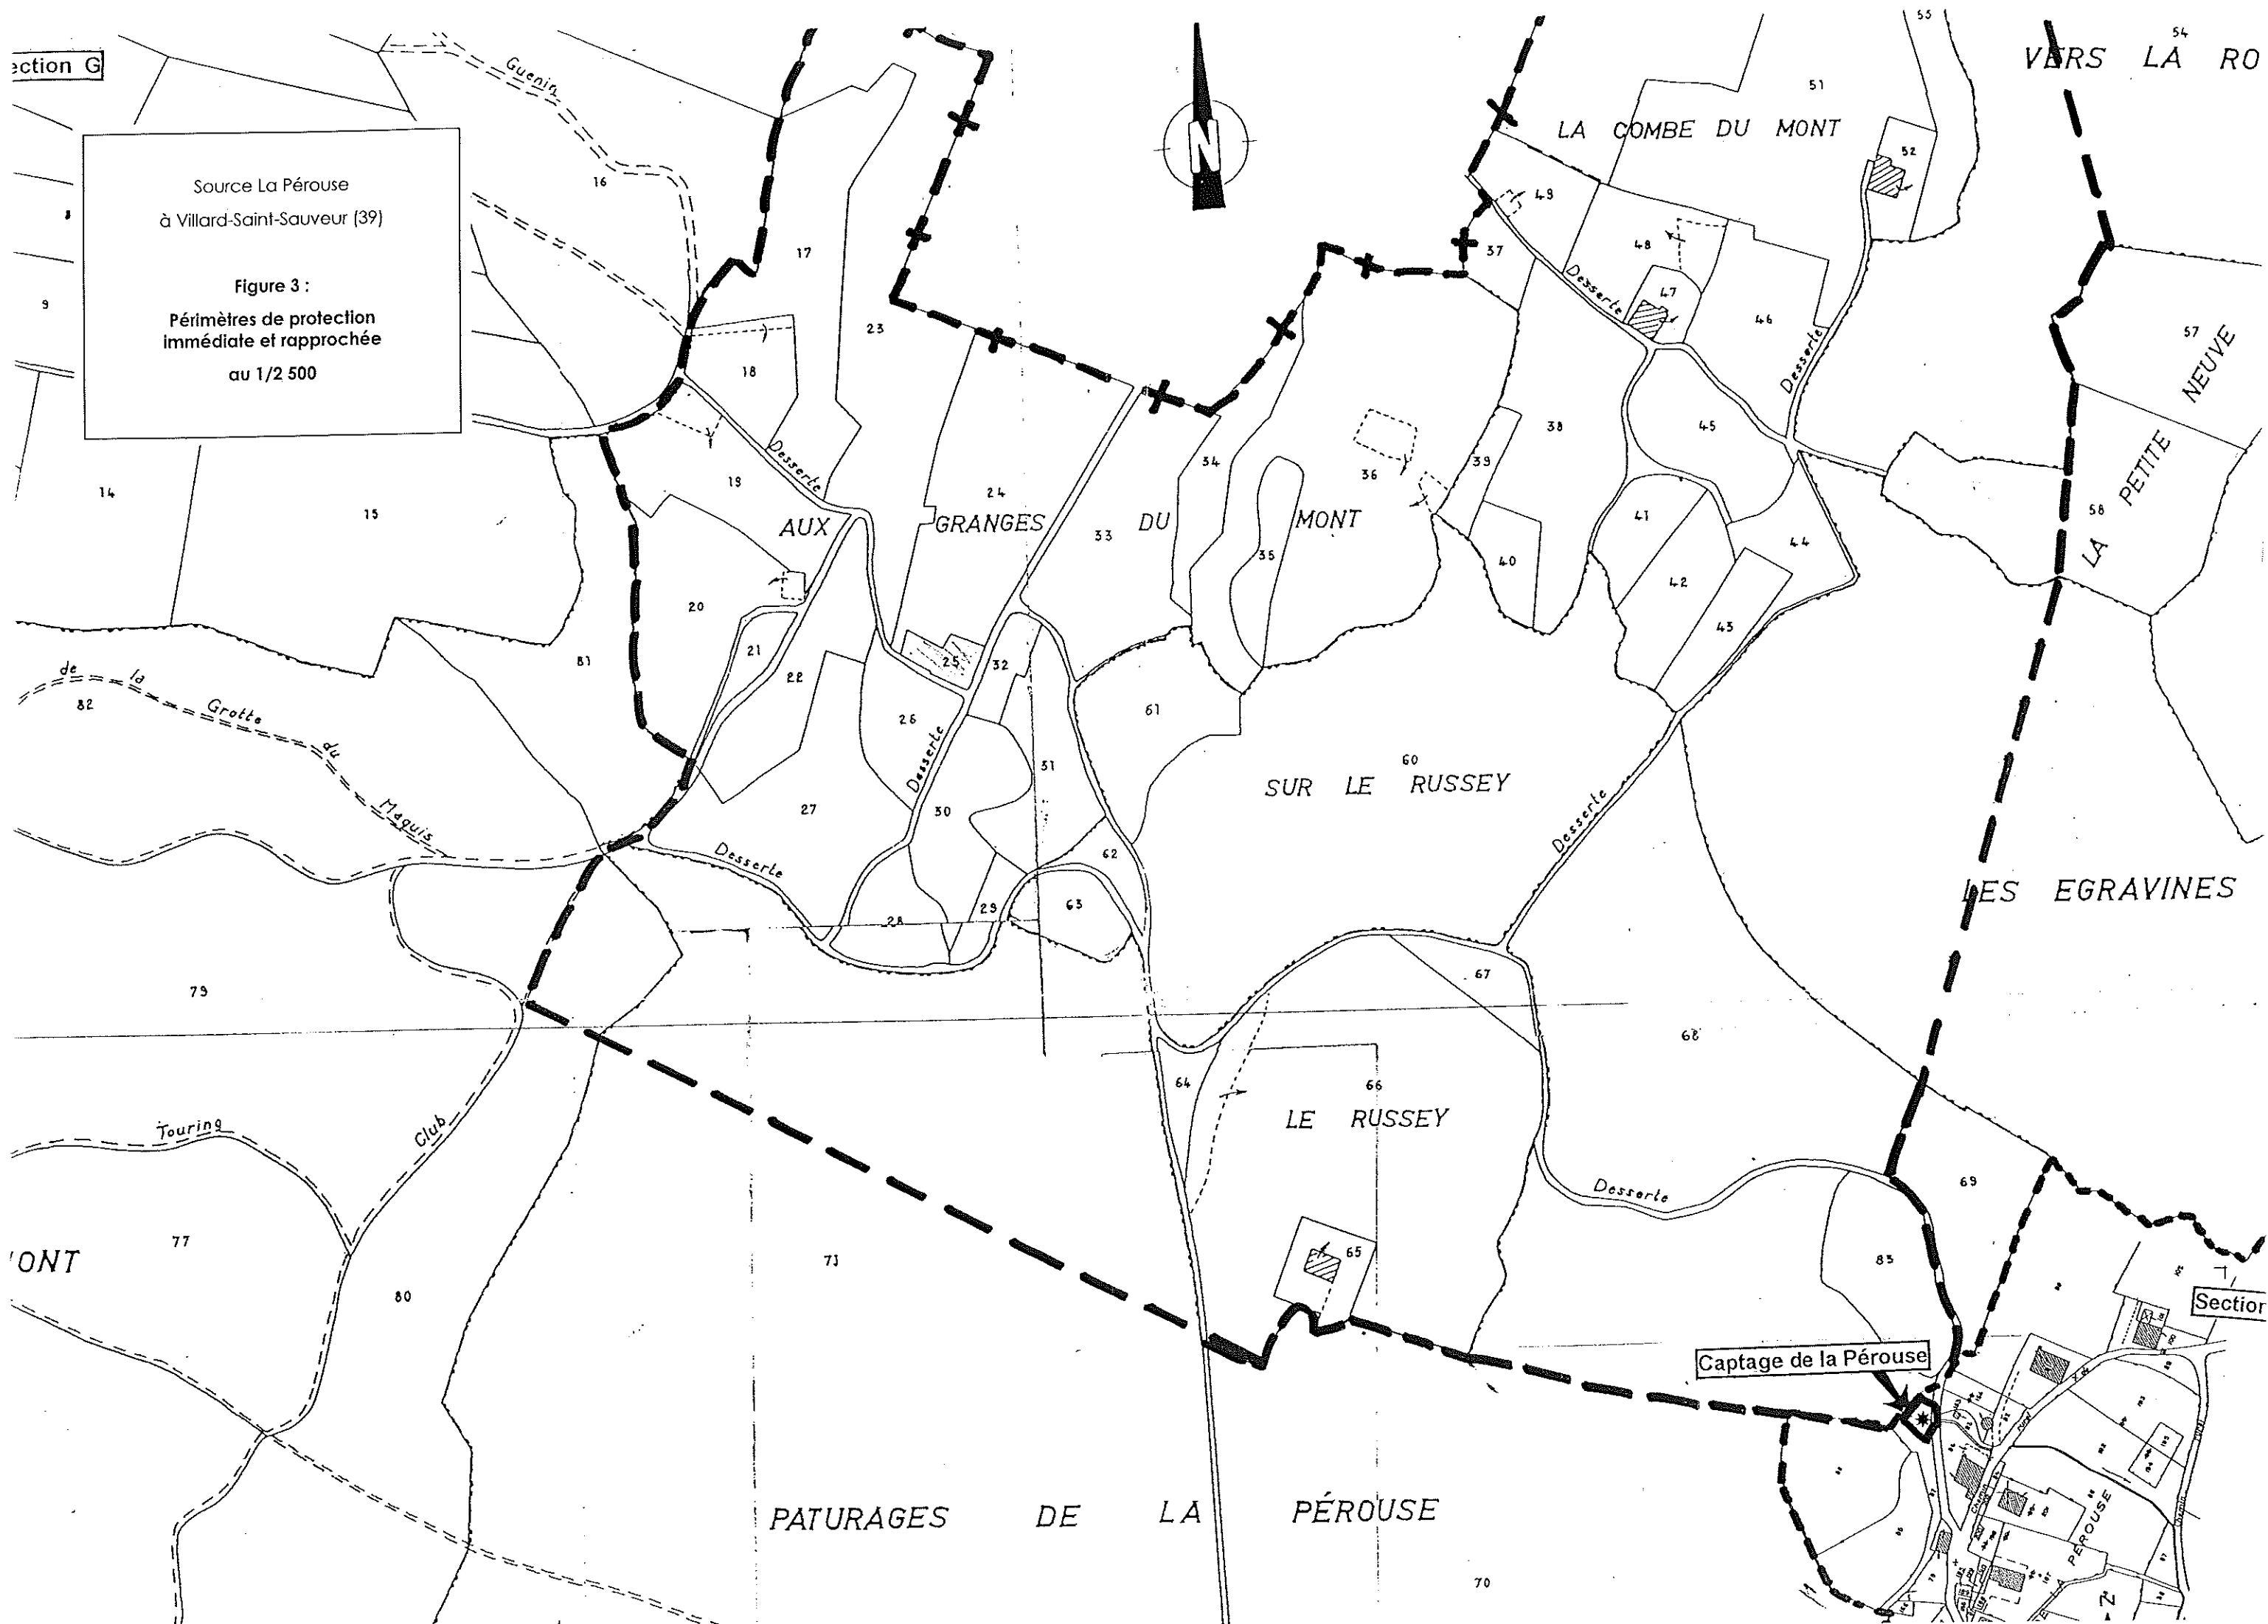 ection G
Source La Pérouse
à Villard-Saint-Sauveur (39)
Figure 3 :
Périmètres de protection
immédiate et rapprochée
au 1/2 500
Guenin
N
LA COMBE DU MONT
VERS LA RO
53
54
51
52
16
17
49
48
37
47
46
Desserte
Desserte
9
23
18
57
LA PETITE NEUVE
14
15
19
Desserte
24
34
36
39
38
45
AUX GRANGES DU MONT
33
35
41
58
20
40
42
44
21
25
32
43
81
22
61
de la Grotte du Maquis
82
26
Desserte
31
60
SUR LE RUSSEY
27
30
Desserte
Desserte
62
LES EGRAVINES
28
29
63
79
67
68
64
66
LE RUSSEY
Touring Club
Desserte
69
77
71
65
83
ONT
80
Section
Captage de la Pérouse
PATURAGES DE LA PÉROUSE
70
PEROUSE
Chemin
rural